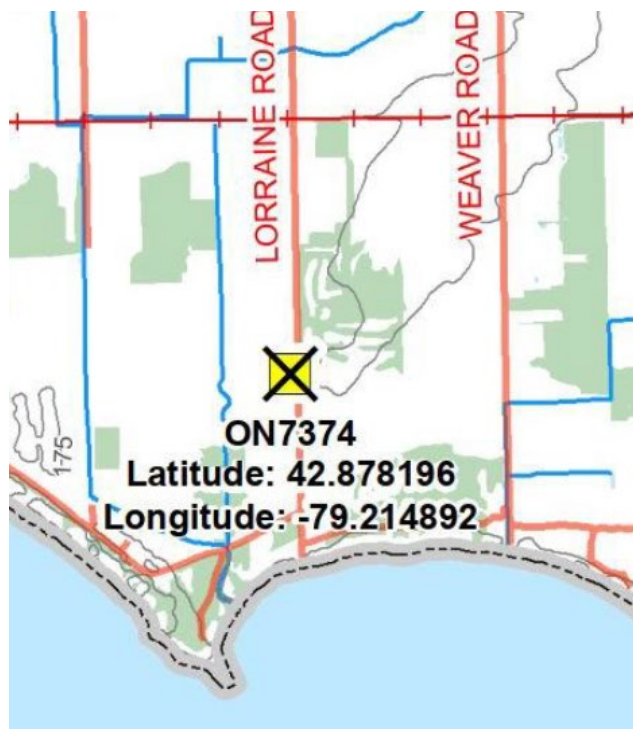 LORRAINE ROAD
WEAVER ROAD
175
ON7374
Latitude: 42.878196
Longitude: -79.214892